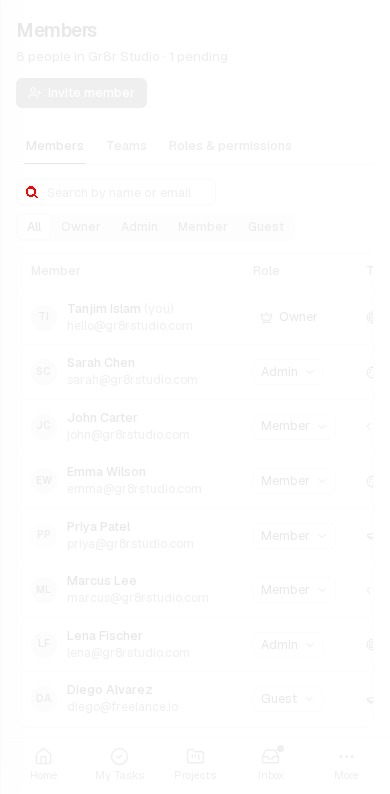 Members
8 people in Gr8r Studio · 1 pending
Invite member
Members Teams Roles & permissions
Search by name or email
All Owner Admin Member Guest
Member Role
TI Tanjim Islam (you) Owner
hello@gr8rstudio.com
SC Sarah Chen Admin
sarah@gr8rstudio.com
JC John Carter Member
john@gr8rstudio.com
EW Emma Wilson Member
emma@gr8rstudio.com
PP Priya Patel Member
priya@gr8rstudio.com
ML Marcus Lee Member
marcus@gr8rstudio.com
LF Lena Fischer Admin
lena@gr8rstudio.com
DA Diego Alvarez Guest
diego@freelance.io
Home My Tasks Projects Inbox More